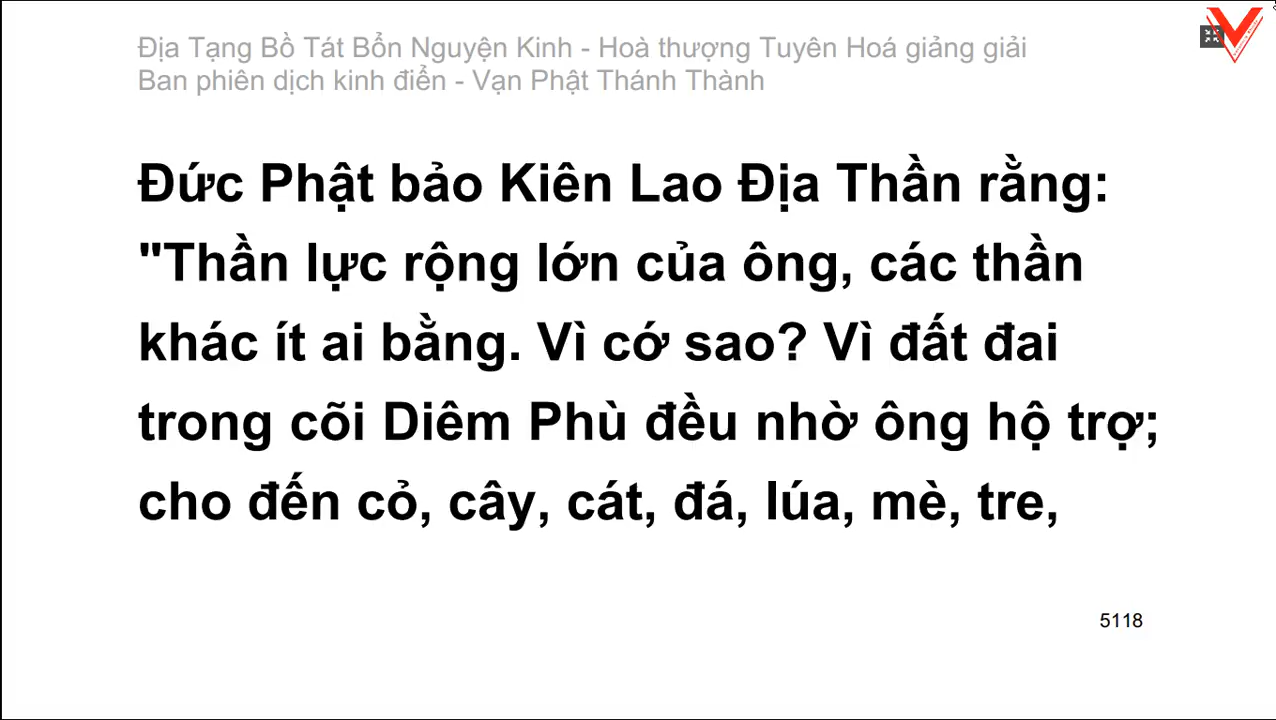 Địa Tạng Bồ Tát Bổn Nguyện Kinh - Hoà thượng Tuyên Hoá giảng giải
Ban phiên dịch kinh điển - Vạn Phật Thánh Thành
Đức Phật bảo Kiên Lao Địa Thần rằng:
"Thần lực rộng lớn của ông, các thần
khác ít ai bằng. Vì cớ sao? Vì đất đai
trong cõi Diêm Phù đều nhờ ông hộ trợ;
cho đến cỏ, cây, cát, đá, lúa, mè, tre,
5118